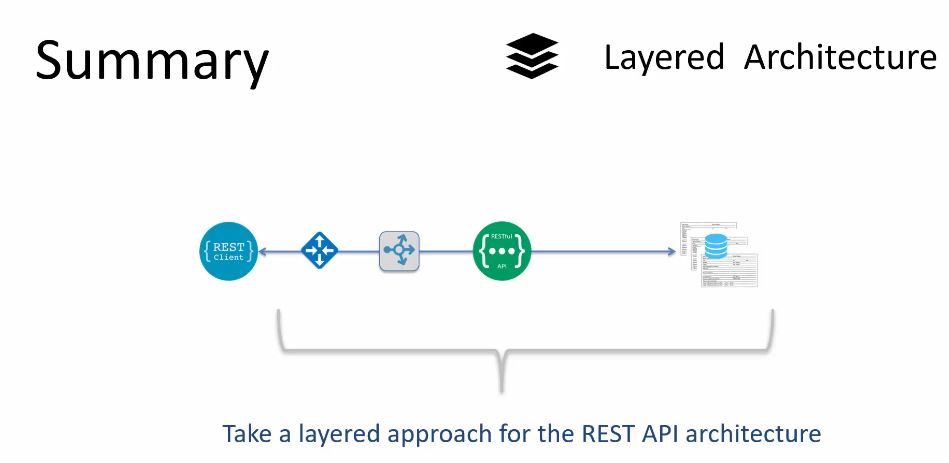 Summary
Layered Architecture
{REST}
Client
RESTful
{•••}
API
Take a layered approach for the REST API architecture